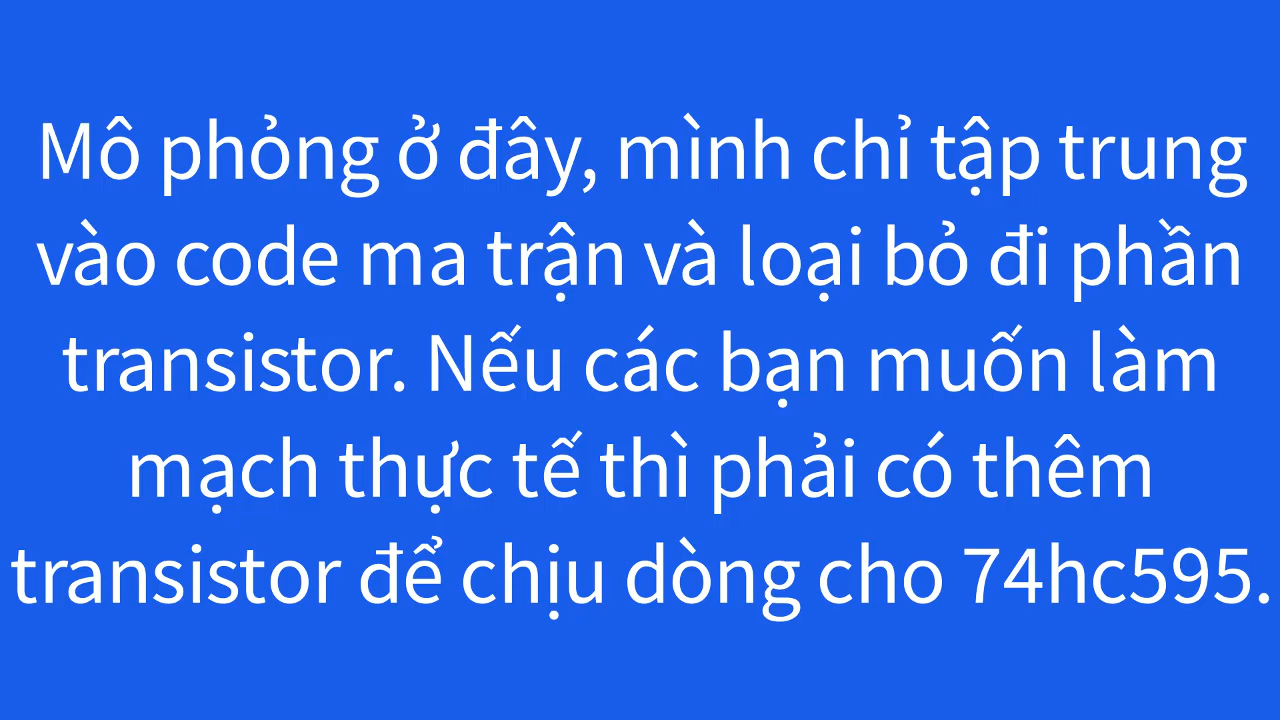 Mô phỏng ở đây, mình chỉ tập trung
vào code ma trận và loại bỏ đi phần
transistor. Nếu các bạn muốn làm
mạch thực tế thì phải có thêm
transistor để chịu dòng cho 74hc595.